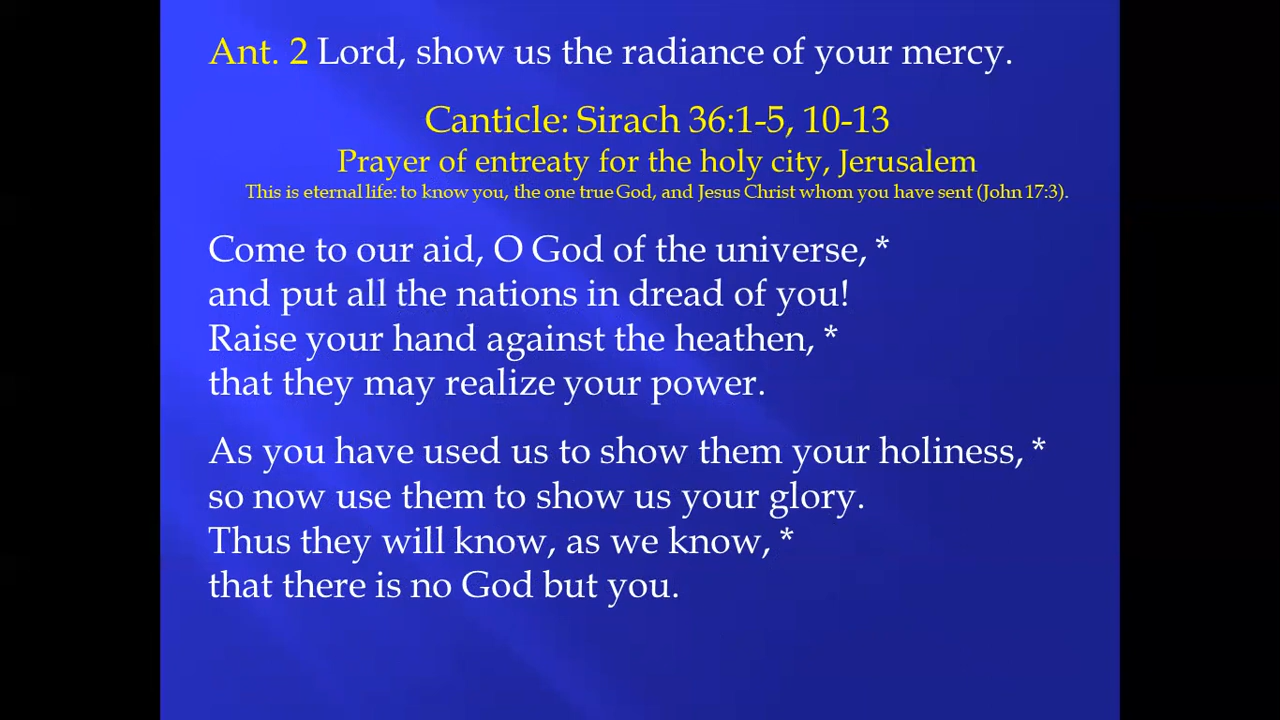 Ant. 2 Lord, show us the radiance of your mercy.
Canticle: Sirach 36:1-5, 10-13
Prayer of entreaty for the holy city, Jerusalem
This is eternal life: to know you, the one true God, and Jesus Christ whom you have sent (John 17:3).
Come to our aid, O God of the universe, *
and put all the nations in dread of you!
Raise your hand against the heathen, *
that they may realize your power.
As you have used us to show them your holiness, *
so now use them to show us your glory.
Thus they will know, as we know, *
that there is no God but you.